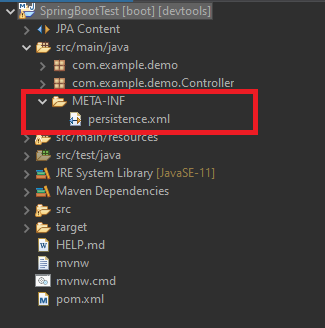 SpringBootTest [boot] [devtools]
JPA Content
src/main/java
com.example.demo
com.example.demo.Controller
META-INF
persistence.xml
src/main/resources
src/test/java
JRE System Library [JavaSE-11]
Maven Dependencies
src
target
HELP.md
mvnw
mvnw.cmd
pom.xml